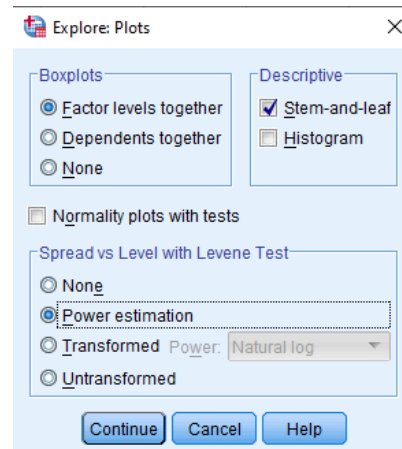 Explore: Plots
Boxplots
Factor levels together
Dependents together
None
Descriptive
Stem-and-leaf
Histogram
Normality plots with tests
Spread vs Level with Levene Test
None
Power estimation
Transformed Power: Natural log
Untransformed
Continue Cancel Help